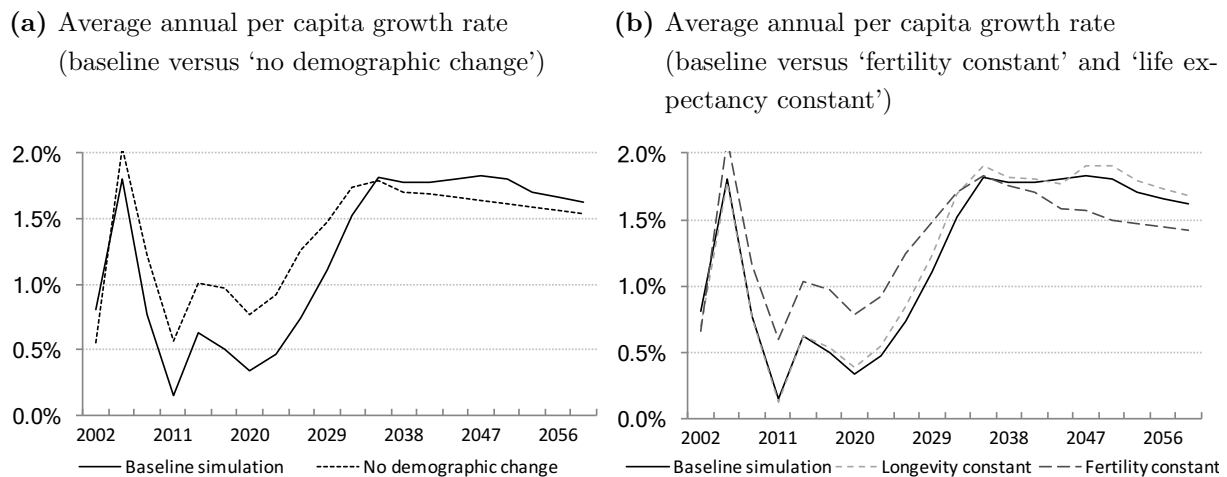 (a) Average annual per capita growth rate
(baseline versus ‘no demographic change’)
2.0%
1.5%
1.0%
0.5%
0.0%
2002 2011 2020 2029 2038 2047 2056
Baseline simulation No demographic change
(b) Average annual per capita growth rate
(baseline versus ‘fertility constant’ and ‘life ex-
pectancy constant’)
2.0%
1.5%
1.0%
0.5%
0.0%
2002 2011 2020 2029 2038 2047 2056
Baseline simulation Longevity constant Fertility constant